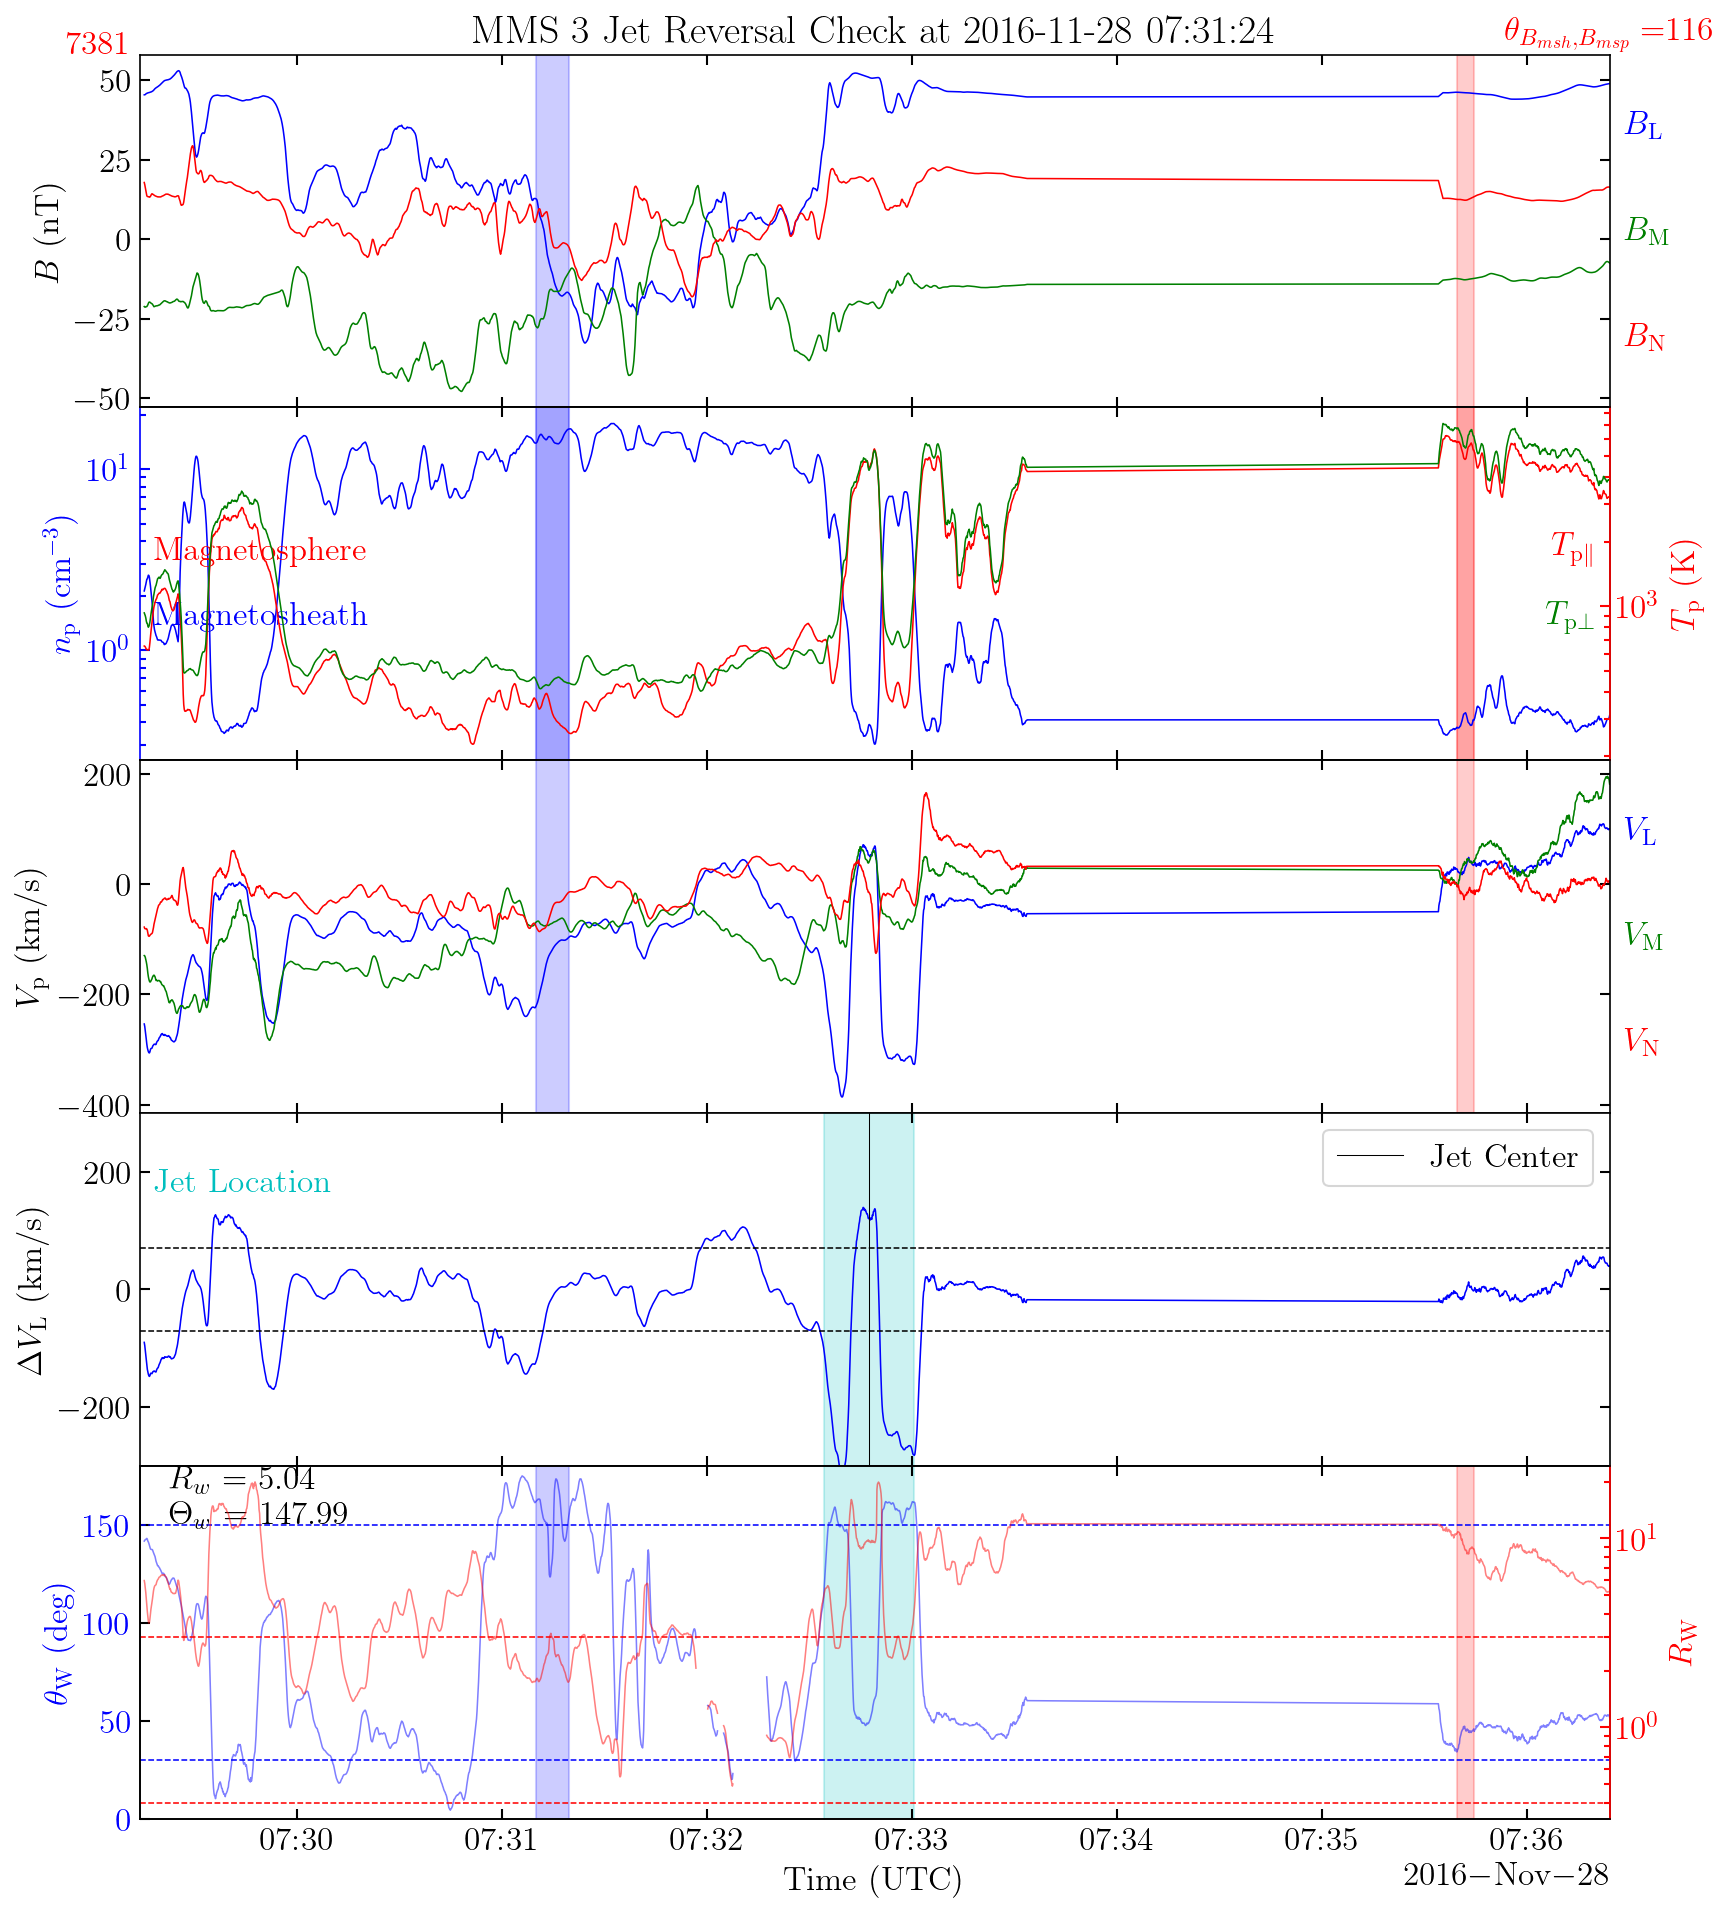 MMS 3 Jet Reversal Check at 2016-11-28 07:31:24
7381
θ_{B_{msh},B_{msp}} =116
50
25
0
−25
−50
B (nT)
B_L
B_M
B_N
10^1
10^0
n_p (cm^{−3})
Magnetosphere
Magnetosheath
T_{p∥}
T_{p⊥}
10^3
T_p (K)
200
0
−200
−400
V_p (km/s)
V_L
V_M
V_N
200
0
−200
ΔV_L (km/s)
Jet Location
Jet Center
R_w = 5.04
Θ_w = 147.99
150
100
50
0
θ_W (deg)
10^1
10^0
R_W
07:30 07:31 07:32 07:33 07:34 07:35 07:36
Time (UTC)
2016−Nov−28